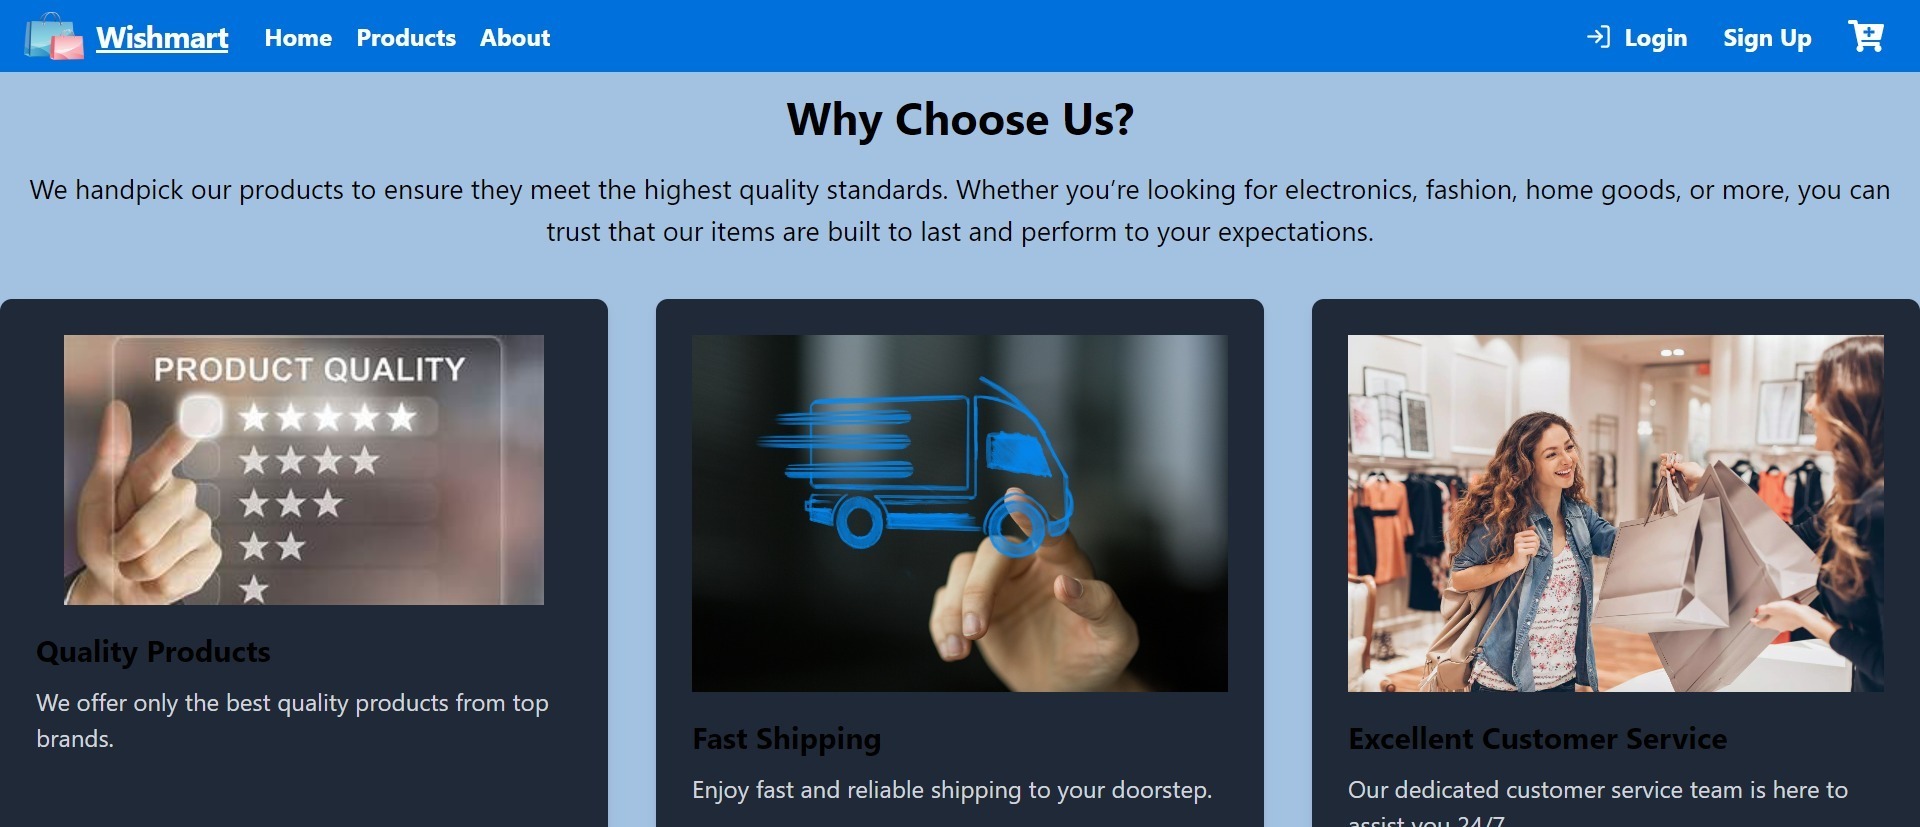 Wishmart Home Products About Login Sign Up
Why Choose Us?
We handpick our products to ensure they meet the highest quality standards. Whether you’re looking for electronics, fashion, home goods, or more, you can
trust that our items are built to last and perform to your expectations.
PRODUCT QUALITY
Quality Products
We offer only the best quality products from top
brands.
Fast Shipping
Enjoy fast and reliable shipping to your doorstep.
Excellent Customer Service
Our dedicated customer service team is here to
assist you 24/7